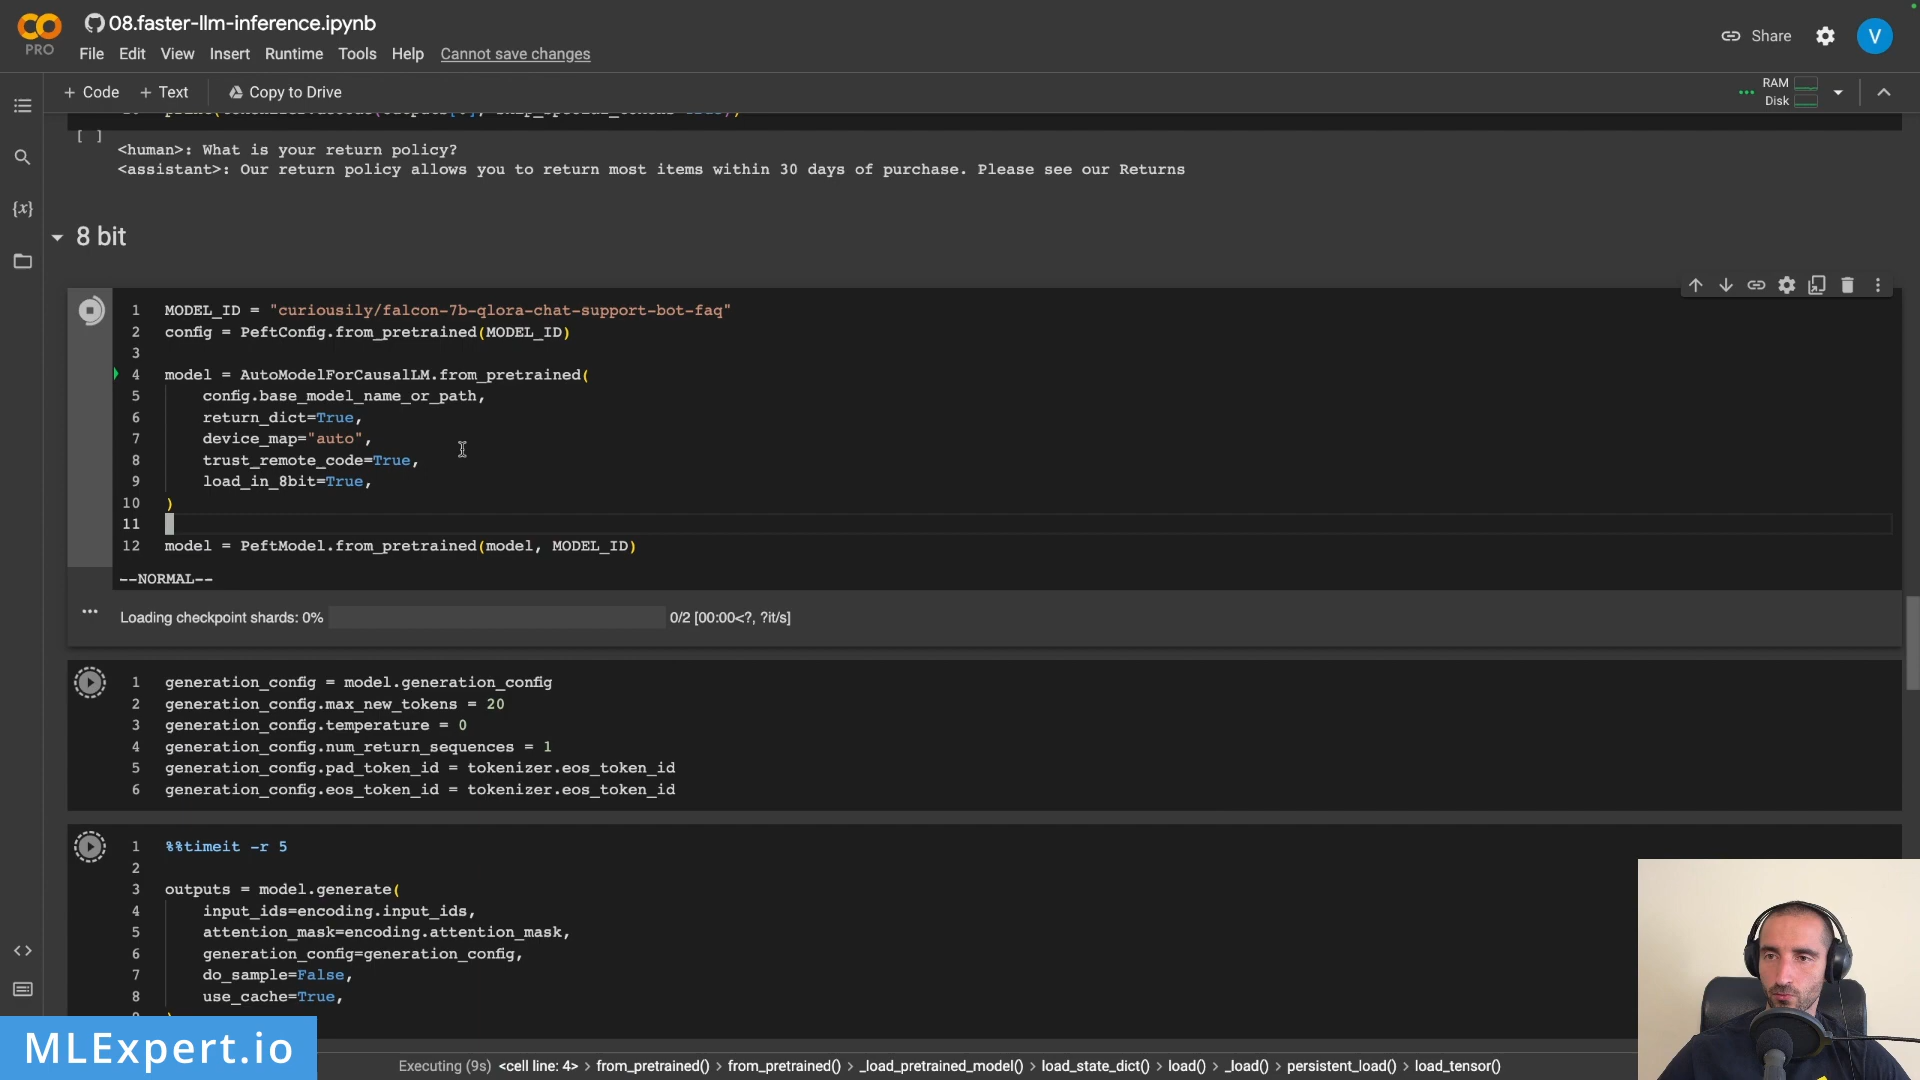 08.faster-llm-inference.ipynb
PRO
File Edit View Insert Runtime Tools Help Cannot save changes
Share
V
+ Code + Text Copy to Drive
RAM
Disk
[ ]
<human>: What is your return policy?
<assistant>: Our return policy allows you to return most items within 30 days of purchase. Please see our Returns
{x}
8 bit
1 MODEL_ID = "curiousily/falcon-7b-qlora-chat-support-bot-faq"
2 config = PeftConfig.from_pretrained(MODEL_ID)
3
4 model = AutoModelForCausalLM.from_pretrained(
5 config.base_model_name_or_path,
6 return_dict=True,
7 device_map="auto",
8 trust_remote_code=True,
9 load_in_8bit=True,
10 )
11
12 model = PeftModel.from_pretrained(model, MODEL_ID)
--NORMAL--
Loading checkpoint shards: 0% 0/2 [00:00<?, ?it/s]
1 generation_config = model.generation_config
2 generation_config.max_new_tokens = 20
3 generation_config.temperature = 0
4 generation_config.num_return_sequences = 1
5 generation_config.pad_token_id = tokenizer.eos_token_id
6 generation_config.eos_token_id = tokenizer.eos_token_id
1 %%timeit -r 5
2
3 outputs = model.generate(
4 input_ids=encoding.input_ids,
5 attention_mask=encoding.attention_mask,
6 generation_config=generation_config,
7 do_sample=False,
8 use_cache=True,
MLExpert.io
Executing (9s) <cell line: 4> > from_pretrained() > from_pretrained() > _load_pretrained_model() > load_state_dict() > load() > _load() > persistent_load() > load_tensor()